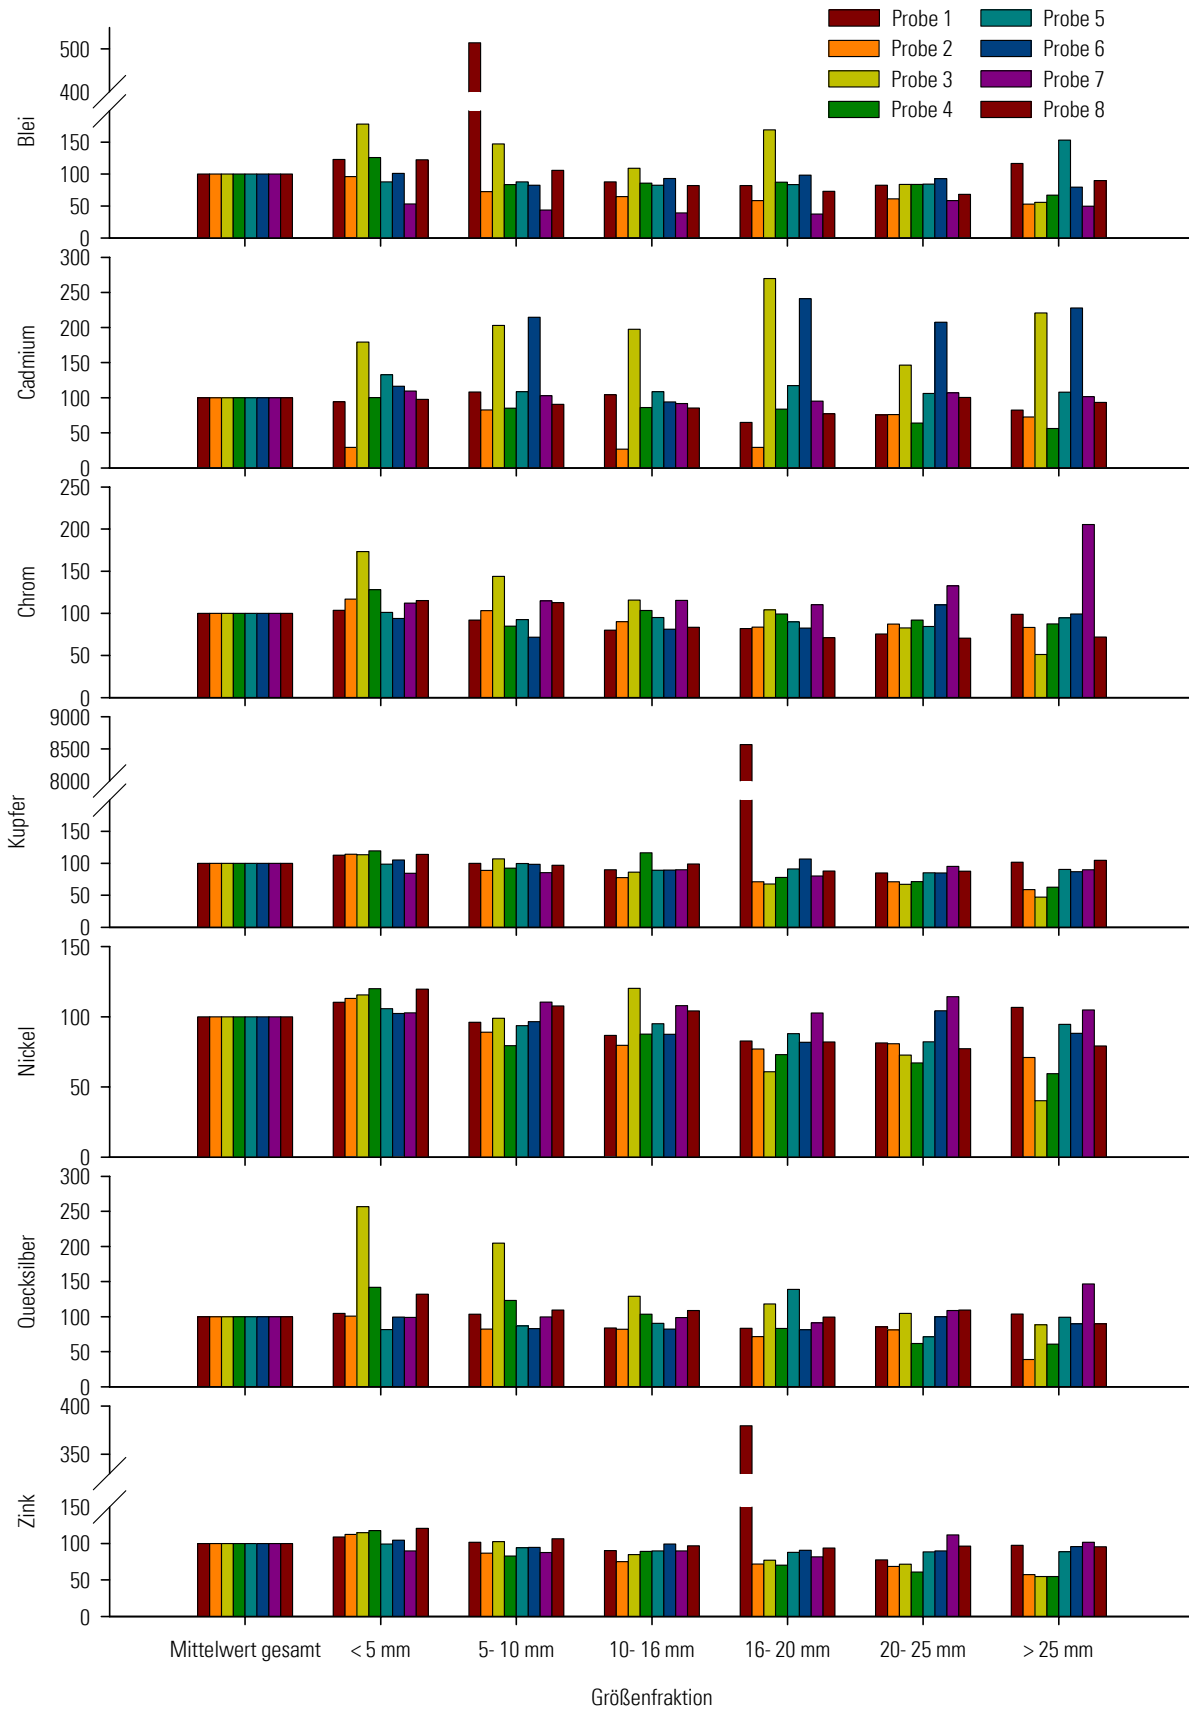 Probe 1
Probe 2
Probe 3
Probe 4
Probe 5
Probe 6
Probe 7
Probe 8
Blei
500
400
150
100
50
0
Cadmium
300
250
200
150
100
50
0
Chrom
250
200
150
100
50
0
Kupfer
9000
8500
8000
150
100
50
0
Nickel
150
100
50
0
Quecksilber
300
250
200
150
100
50
0
Zink
400
350
150
100
50
0
Mittelwert gesamt
< 5 mm
5- 10 mm
10- 16 mm
16- 20 mm
20- 25 mm
> 25 mm
Größenfraktion